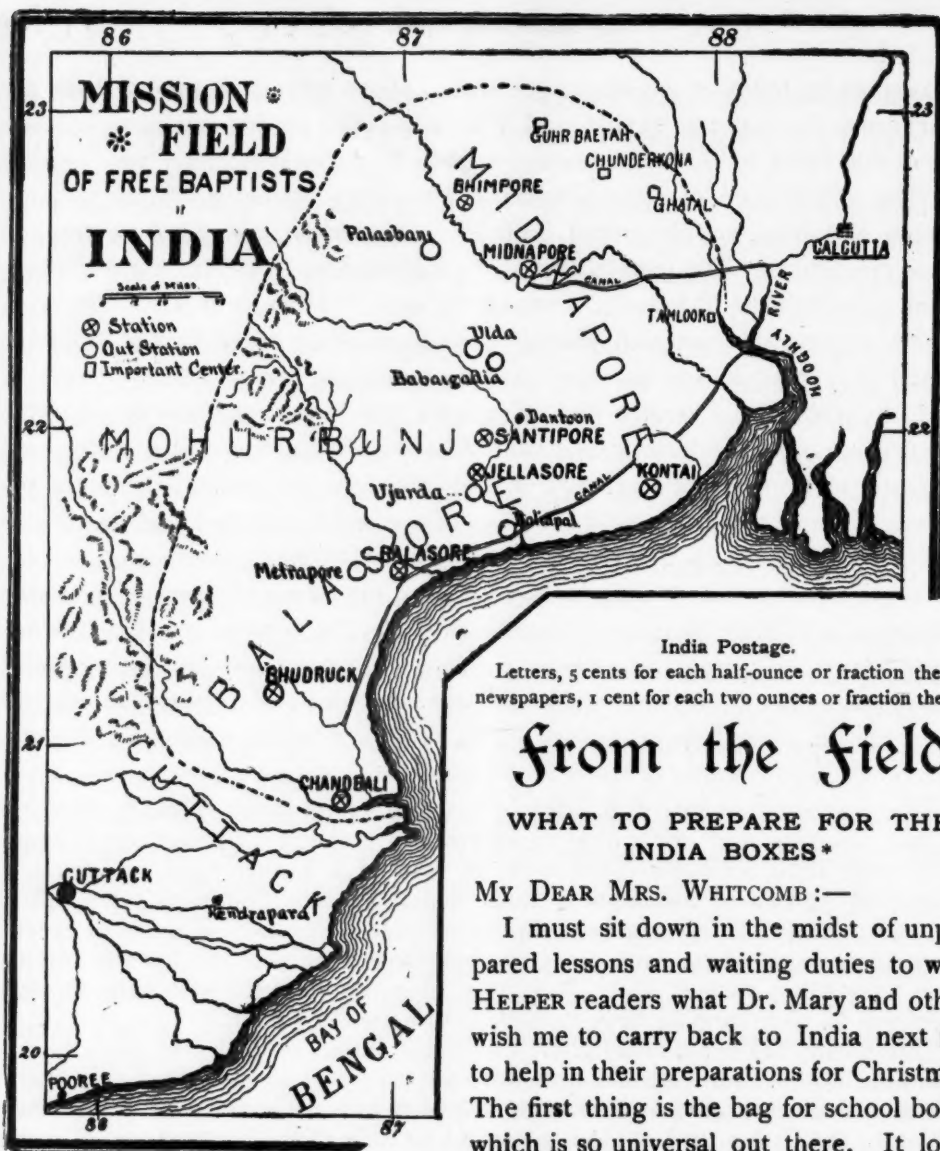 86
87
88
23
MISSION
FIELD
OF FREE BAPTISTS
"
INDIA
Scale of Miles.
Station
Out Station
Important Center.
23
GUHR BAETAH
CHUNDERKONA
GHATAL
BHIMPORE
Palasbani
MIDNAPORE
MIDNAPORE
CANAL
CALCUTTA
TAMLOOK
RIVER
HOOGHLY
Ulda
Babaigadia
22
MOHURBUNJ
Dantoon
SANTIPORE
22
JELLASORE
Ujurda
KONTAI
CANAL
Baliapal
Metrapore
BALASORE
BALASORE
BHUDRUCK
21
CHANDBALI
CUTTACK
CUTTACK
Kendrapara
20
POOREE
BAY OF
BENGAL
86
87
India Postage.
Letters, 5 cents for each half-ounce or fraction the
newspapers, 1 cent for each two ounces or fraction the
From the Field
WHAT TO PREPARE FOR THE
INDIA BOXES*
MY DEAR MRS. WHITCOMB:—
I must sit down in the midst of unp
pared lessons and waiting duties to w
HELPER readers what Dr. Mary and oth
wish me to carry back to India next
to help in their preparations for Christm
The first thing is the bag for school bo
which is so universal out there. It lo